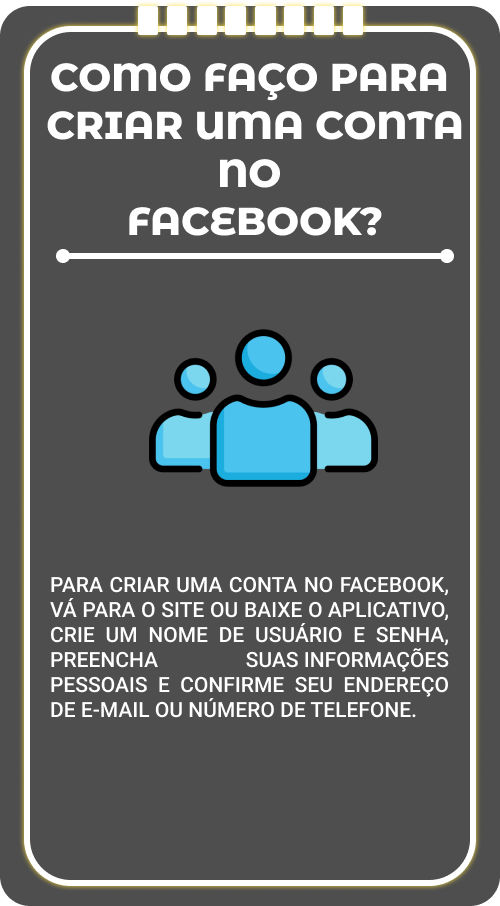 COMO FAÇO PARA
CRIAR UMA CONTA
NO
FACEBOOK?
PARA CRIAR UMA CONTA NO FACEBOOK,
VÁ PARA O SITE OU BAIXE O APLICATIVO,
CRIE UM NOME DE USUÁRIO E SENHA,
PREENCHA SUAS INFORMAÇÕES
PESSOAIS E CONFIRME SEU ENDEREÇO
DE E-MAIL OU NÚMERO DE TELEFONE.